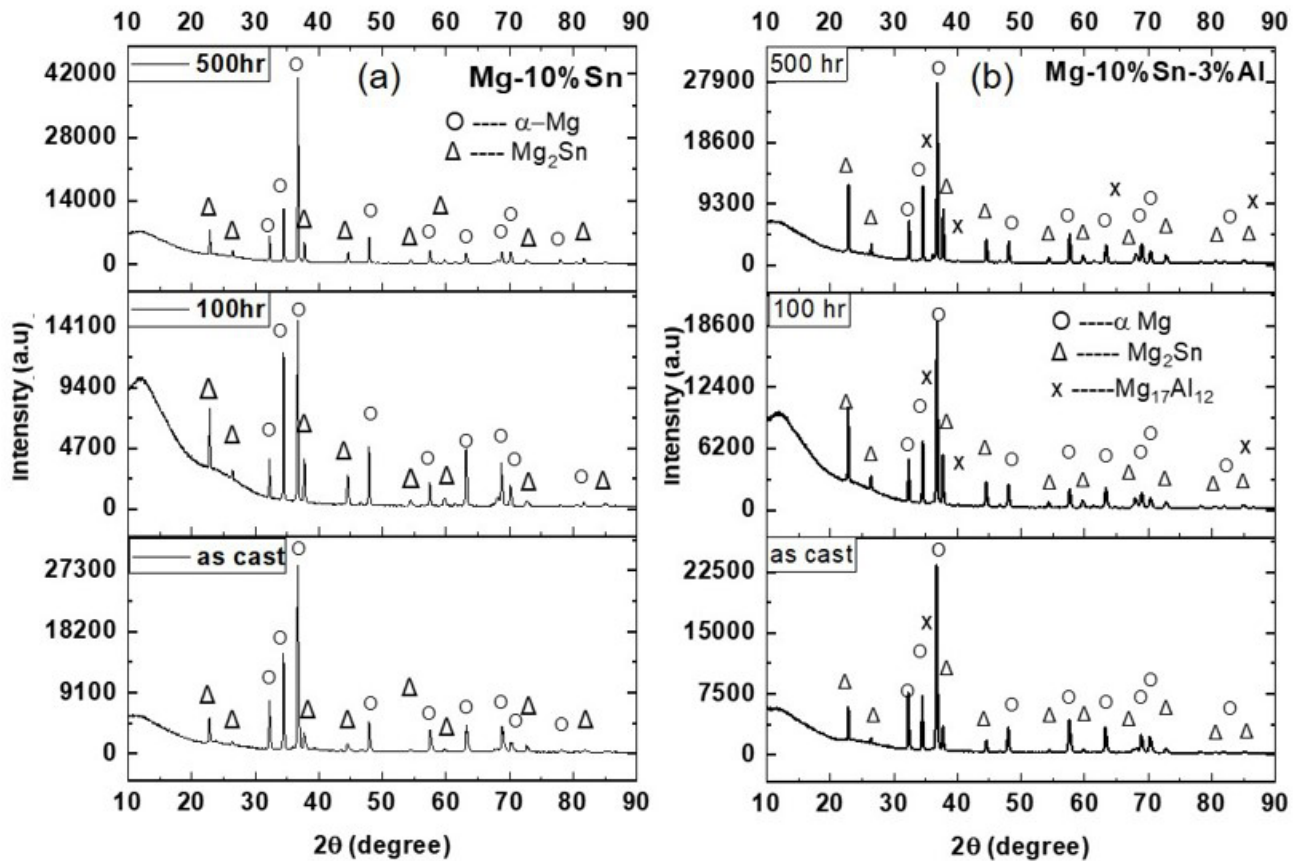 10 20 30 40 50 60 70 80 90
500hr
(a)
Mg-10%Sn
O ---- α−Mg
Δ ---- Mg₂Sn
42000
28000
14000
0
100hr
14100
9400
4700
0
as cast
27300
18200
9100
0
Intensity (a.u)
10 20 30 40 50 60 70 80 90
2θ (degree)
10 20 30 40 50 60 70 80 90
500 hr
(b)
Mg-10%Sn-3%Al
27900
18600
9300
0
100 hr
O ----α Mg
Δ ----- Mg₂Sn
x -----Mg₁₇Al₁₂
18600
12400
6200
0
as cast
22500
15000
7500
0
Intensity (a.u)
10 20 30 40 50 60 70 80 90
2θ (degree)